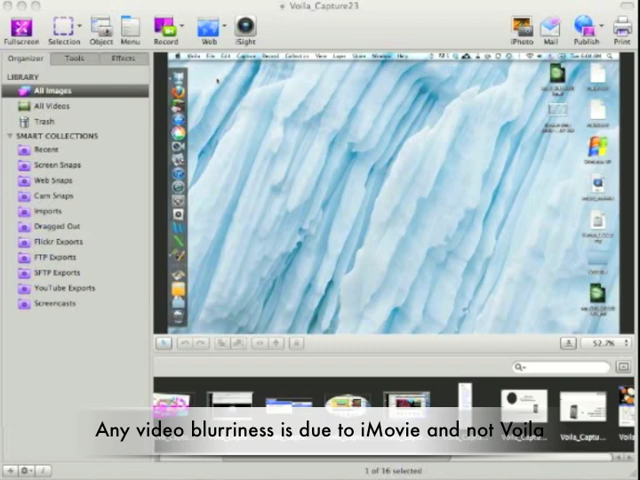 Voila_Capture23
Fullscreen
Selection
Object
Menu
Record
Web
iSight
iPhoto
Mail
Publish
Print
Organizer
Tools
Effects
LIBRARY
All Images
All Videos
Trash
SMART COLLECTIONS
Recent
Screen Snaps
Web Snaps
Cam Snaps
Imports
Dragged Out
Flickr Exports
FTP Exports
SFTP Exports
YouTube Exports
Screencasts
52.7%
Voila_Captu...
Voila_Captu...
Any video blurriness is due to iMovie and not Voila
1 of 16 selected